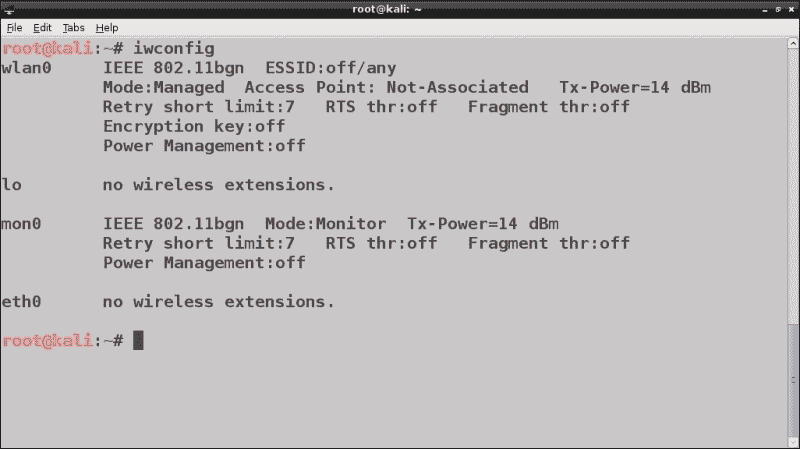 root@kali: ~
File Edit Tabs Help
root@kali:~# iwconfig
wlan0     IEEE 802.11bgn  ESSID:off/any
          Mode:Managed  Access Point: Not-Associated   Tx-Power=14 dBm
          Retry short limit:7   RTS thr:off   Fragment thr:off
          Encryption key:off
          Power Management:off
lo        no wireless extensions.
mon0      IEEE 802.11bgn  Mode:Monitor  Tx-Power=14 dBm
          Retry short limit:7   RTS thr:off   Fragment thr:off
          Power Management:off
eth0      no wireless extensions.
root@kali:~#